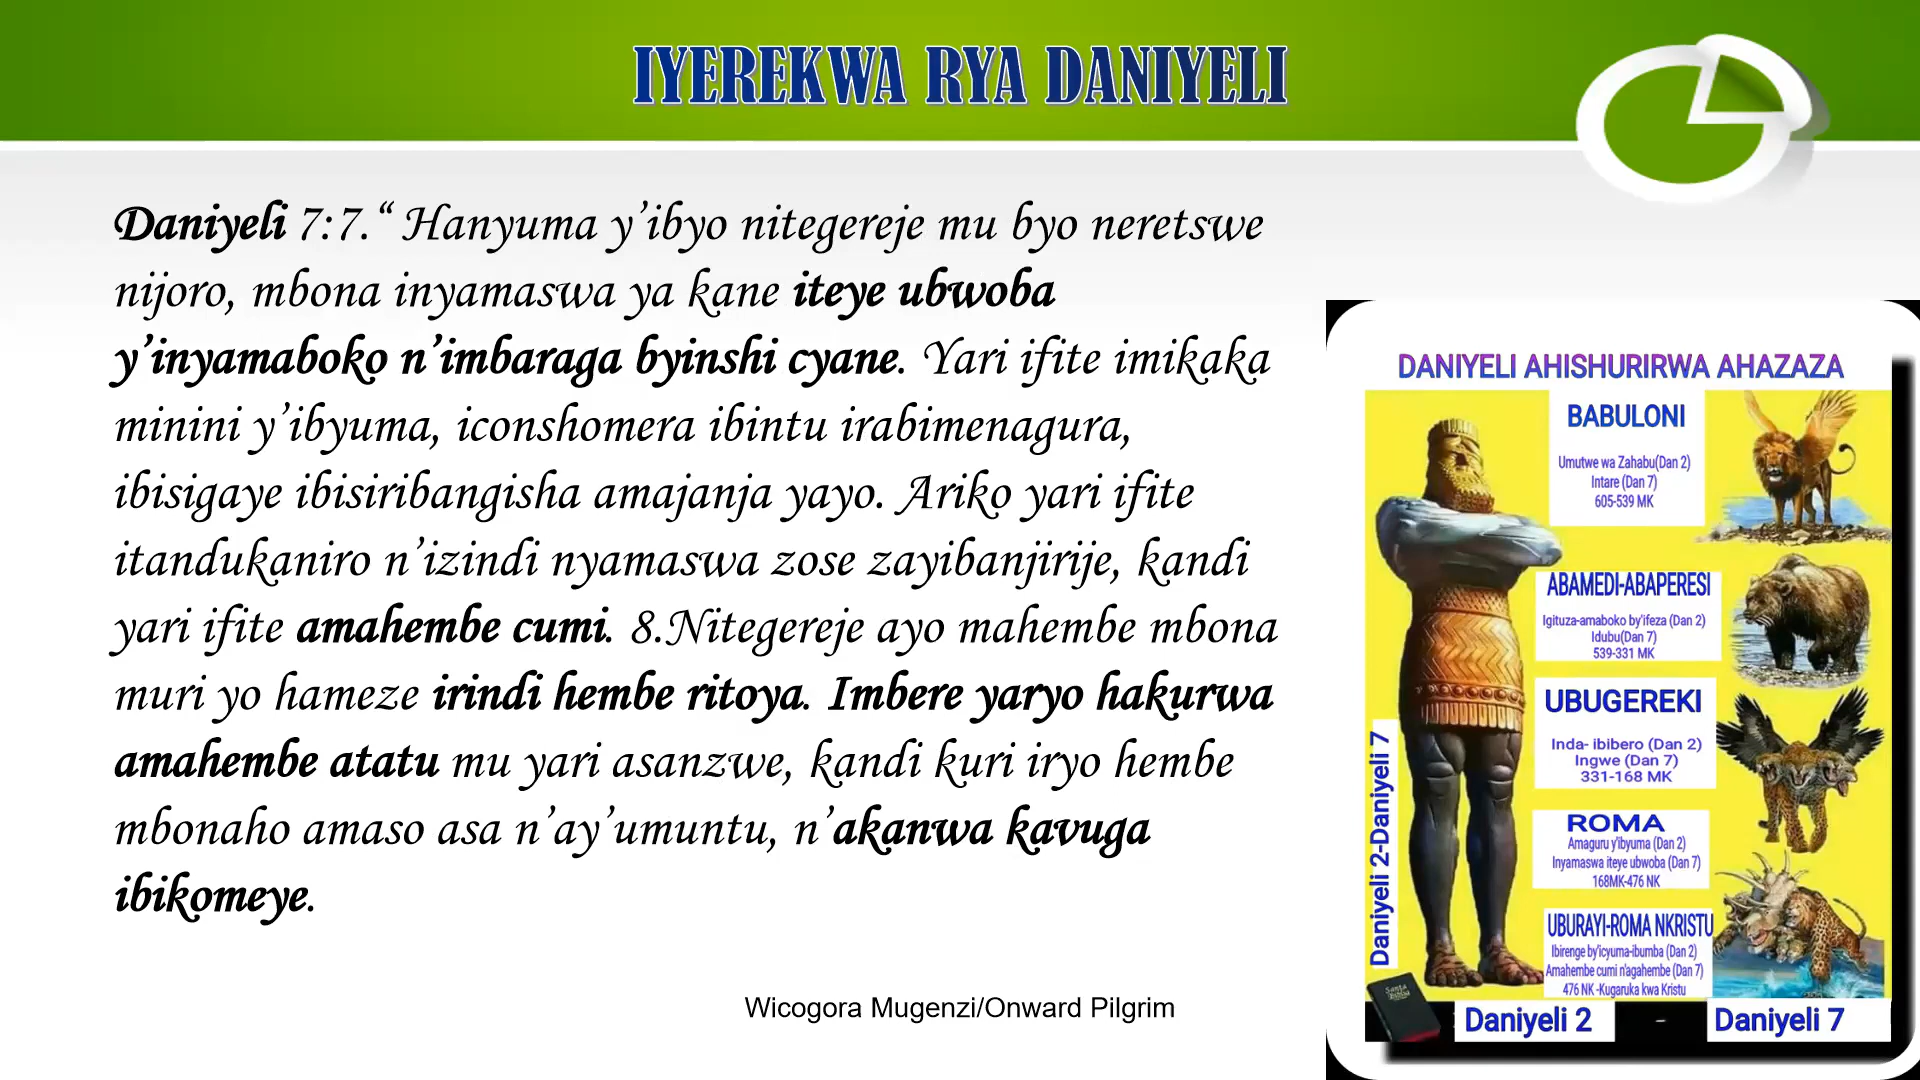 IYEREKWA RYA DANIYELI
Daniyeli 7:7.“ Hanyuma y’ibyo nitegereje mu byo neretswe
nijoro, mbona inyamaswa ya kane iteye ubwoba
y’inyamaboko n’imbaraga byinshi cyane. Yari ifite imikaka
minini y’ibyuma, iconshomera ibintu irabimenagura,
ibisigaye ibisiribangisha amajanja yayo. Ariko yari ifite
itandukaniro n’izindi nyamaswa zose zayibanjirije, kandi
yari ifite amahembe cumi. 8.Nitegereje ayo mahembe mbona
muri yo hameze irindi hembe ritoya. Imbere yaryo hakurwa
amahembe atatu mu yari asanzwe, kandi kuri iryo hembe
mbonaho amaso asa n’ay’umuntu, n’akanwa kavuga
ibikomeye.
Wicogora Mugenzi/Onward Pilgrim
DANIYELI AHISHURIRWA AHAZAZA
BABULONI
Umutwe wa Zahabu(Dan 2)
Intare (Dan 7)
605-539 MK
ABAMEDI-ABAPERESI
Igituza-amaboko by'ifeza (Dan 2)
Idubu(Dan 7)
539-331 MK
UBUGEREKI
Inda- ibibero (Dan 2)
Ingwe (Dan 7)
331-168 MK
ROMA
Amaguru y'ibyuma (Dan 2)
Inyamaswa iteye ubwoba (Dan 7)
168MK-476 NK
UBURAYI-ROMA NKRISTU
Ibirenge by'icyuma-ibumba (Dan 2)
Amahembe cumi n'agahembe (Dan 7)
476 NK -Kugaruka kwa Kristu
Daniyeli 2-Daniyeli 7
Santa Biblia
Daniyeli 2 - Daniyeli 7